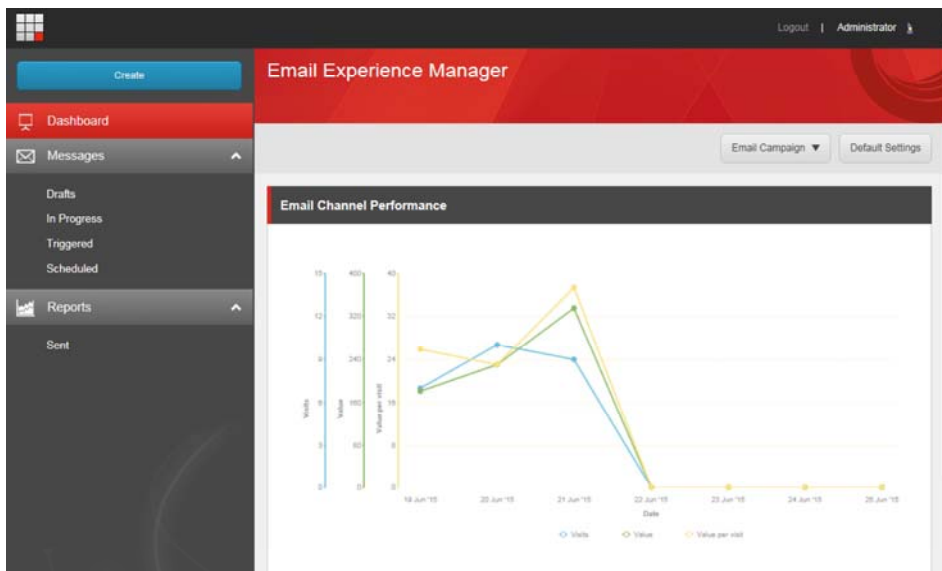 Logout | Administrator
Create
Email Experience Manager
Dashboard
Messages
Email Campaign ▼ Default Settings
Drafts
Email Channel Performance
In Progress
Triggered
Scheduled
Reports
Sent
15 400 40
12 320 32
9 240 24
6 160 16
3 80 8
0 0 0
Visits
Value
Value per visit
19 Jun '15 20 Jun '15 21 Jun '15 22 Jun '15 23 Jun '15 24 Jun '15 25 Jun '15
Date
Visits Value Value per visit